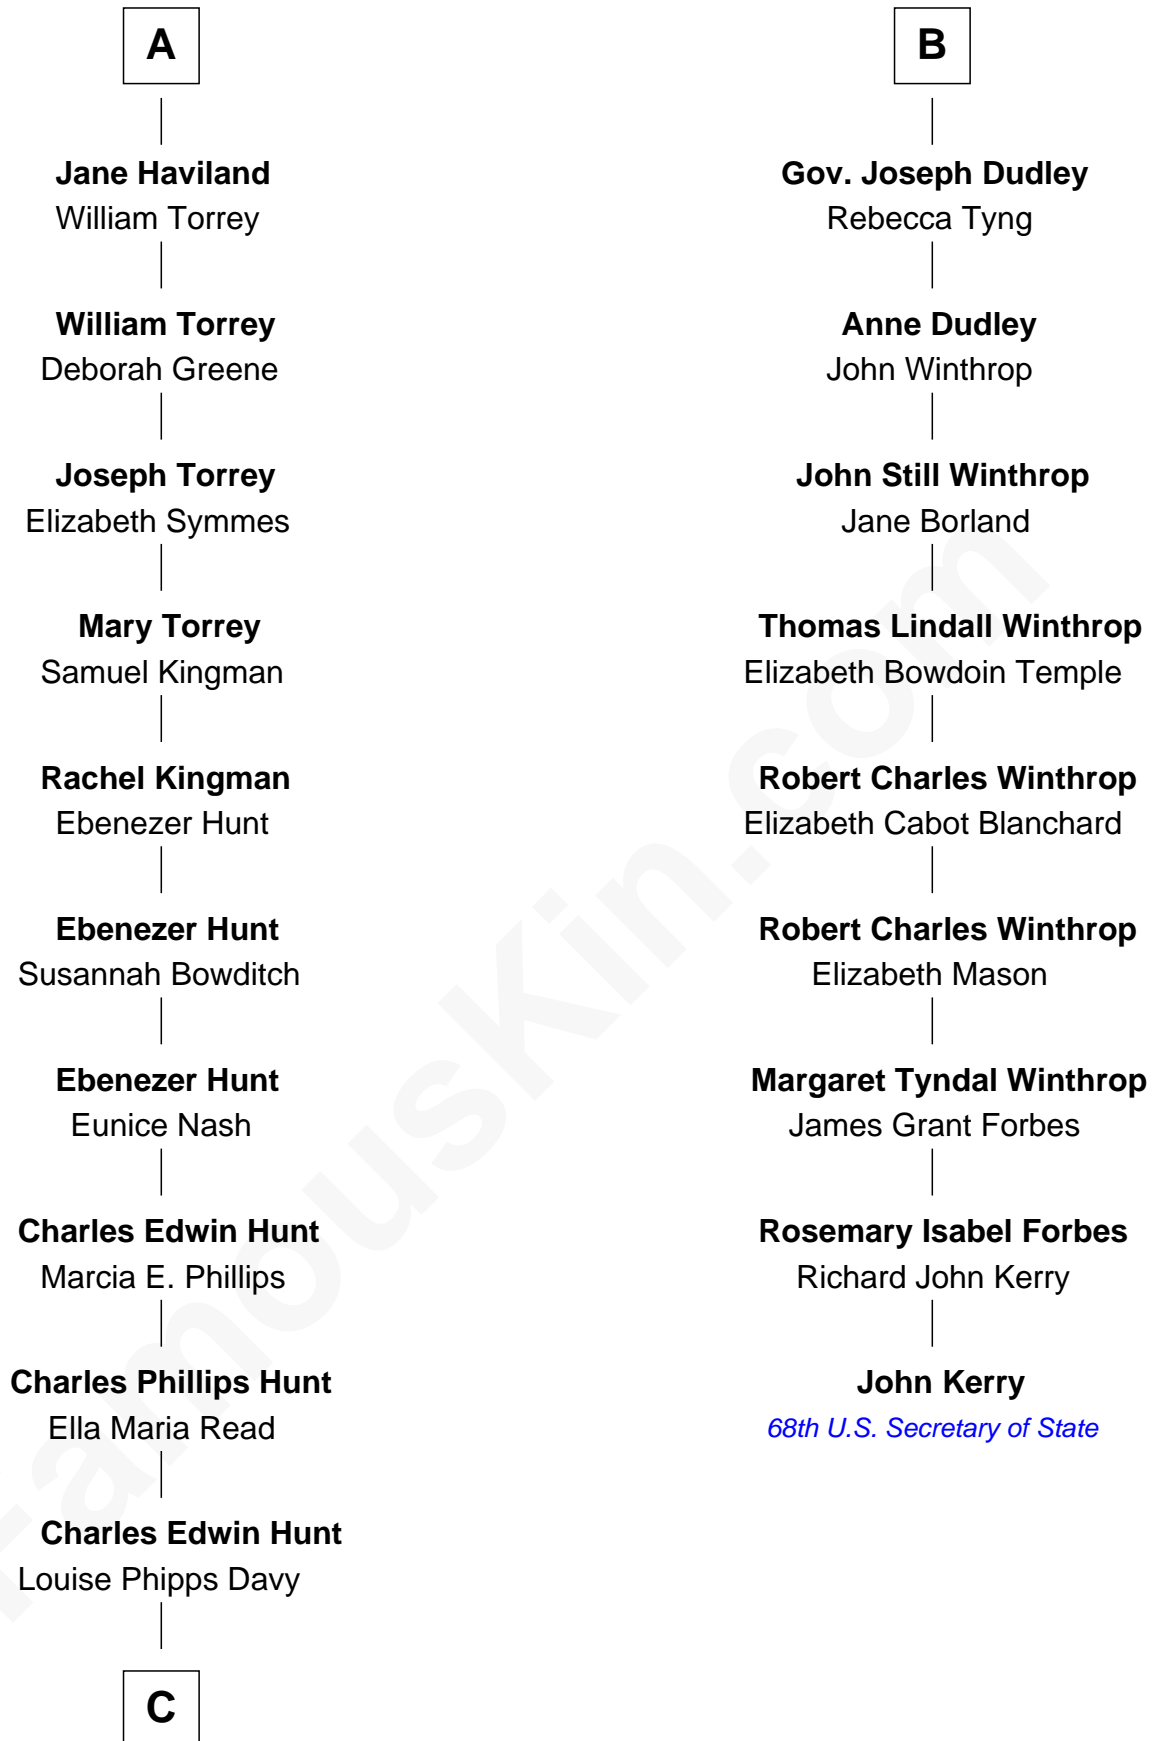 A
Jane Haviland
William Torrey
William Torrey
Deborah Greene
Joseph Torrey
Elizabeth Symmes
Mary Torrey
Samuel Kingman
Rachel Kingman
Ebenezer Hunt
Ebenezer Hunt
Susannah Bowditch
Ebenezer Hunt
Eunice Nash
Charles Edwin Hunt
Marcia E. Phillips
Charles Phillips Hunt
Ella Maria Read
Charles Edwin Hunt
Louise Phipps Davy
C
B
Gov. Joseph Dudley
Rebecca Tyng
Anne Dudley
John Winthrop
John Still Winthrop
Jane Borland
Thomas Lindall Winthrop
Elizabeth Bowdoin Temple
Robert Charles Winthrop
Elizabeth Cabot Blanchard
Robert Charles Winthrop
Elizabeth Mason
Margaret Tyndal Winthrop
James Grant Forbes
Rosemary Isabel Forbes
Richard John Kerry
John Kerry
68th U.S. Secretary of State
FamousKin.com